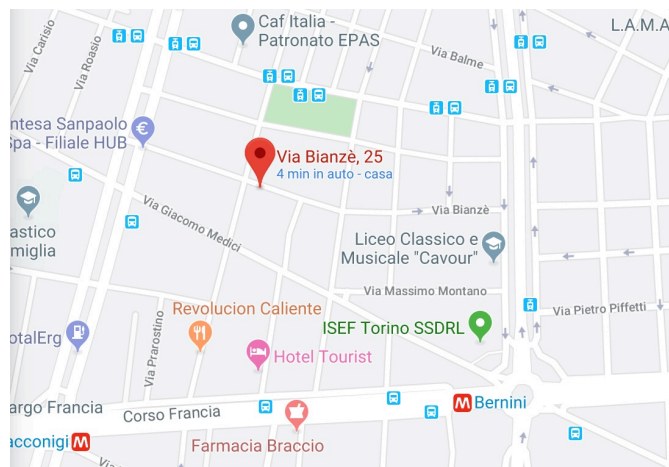 Caf Italia -
Patronato EPAS
L.A.M.A
Via Carisio
Via Roasio
Via Balme
ntesa Sanpaolo
Spa - Filiale HUB
€
Via Bianzè, 25
4 min in auto - casa
Via Giacomo Medici
Via Bianzè
astico
miglia
Liceo Classico e
Musicale "Cavour"
Via Massimo Montano
Revolucion Caliente
Via Pietro Piffetti
ISEF Torino SSDRL
otalErg
Via Prarostino
Hotel Tourist
argo Francia
Corso Francia
M Bernini
acconigi M
Farmacia Braccio